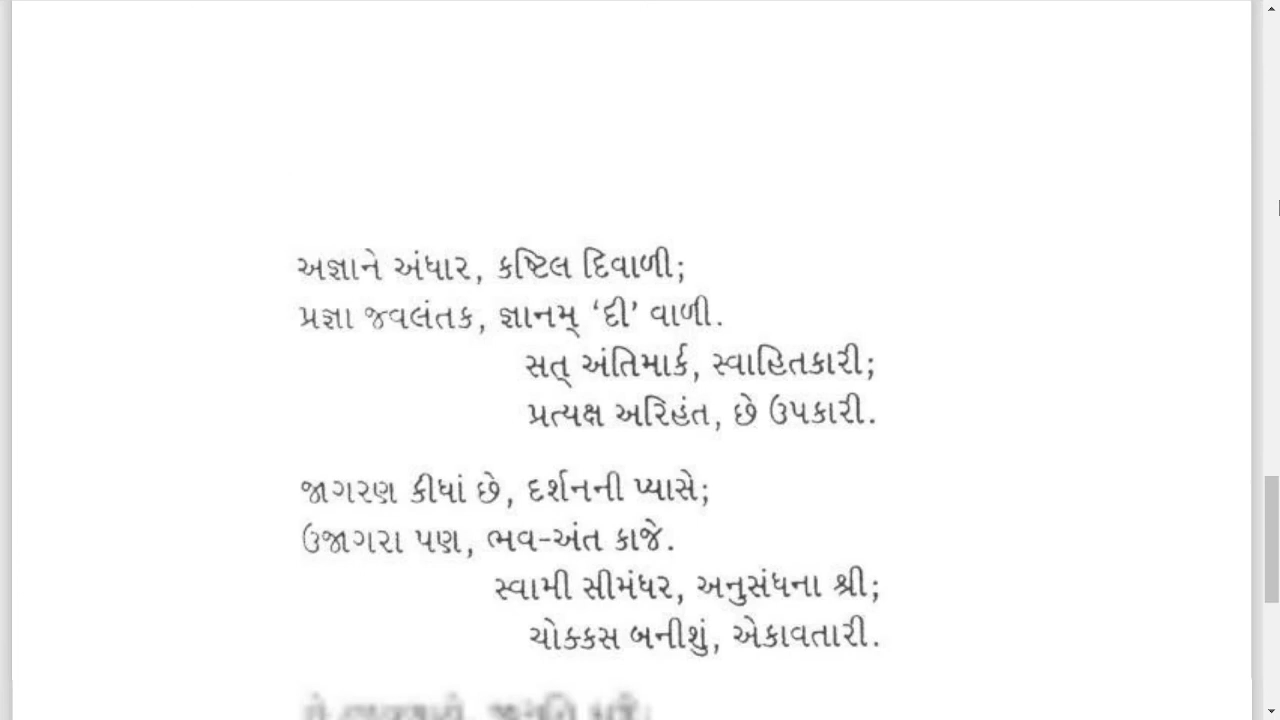 અજ્ઞાને અંધાર, કષ્ટિલ દિવાળી;
પ્રજ્ઞા જ્વલંતક, જ્ઞાનમ્ ‘દી’ વાળી.
સત્ અંતિમાર્ક, સ્વાહિતકારી;
પ્રત્યક્ષ અરિહંત, છે ઉપકારી.
જાગરણ કીધાં છે, દર્શનની પ્યાસે;
ઉજાગરા પણ, ભવ-અંત કાજે.
સ્વામી સીમંધર, અનુસંધના શ્રી;
ચોક્કસ બનીશું, એકાવતારી.